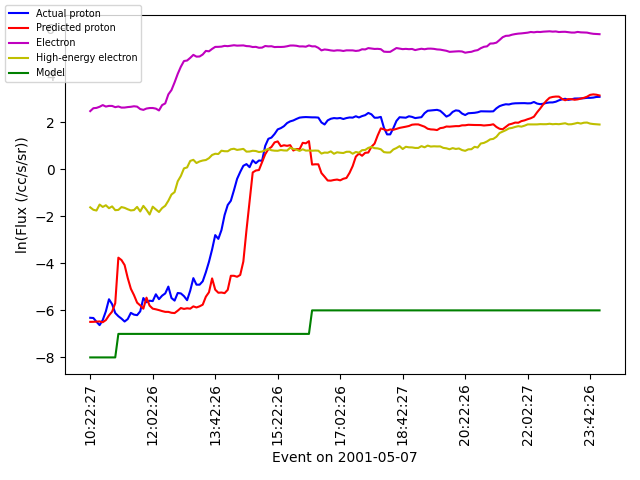 Actual proton
Predicted proton
Electron
High-energy electron
Model
2
0
−2
−4
−6
−8
ln(Flux (/cc/s/sr))
10:22:27
12:02:26
13:42:26
15:22:26
17:02:26
18:42:27
20:22:26
22:02:27
23:42:26
Event on 2001-05-07